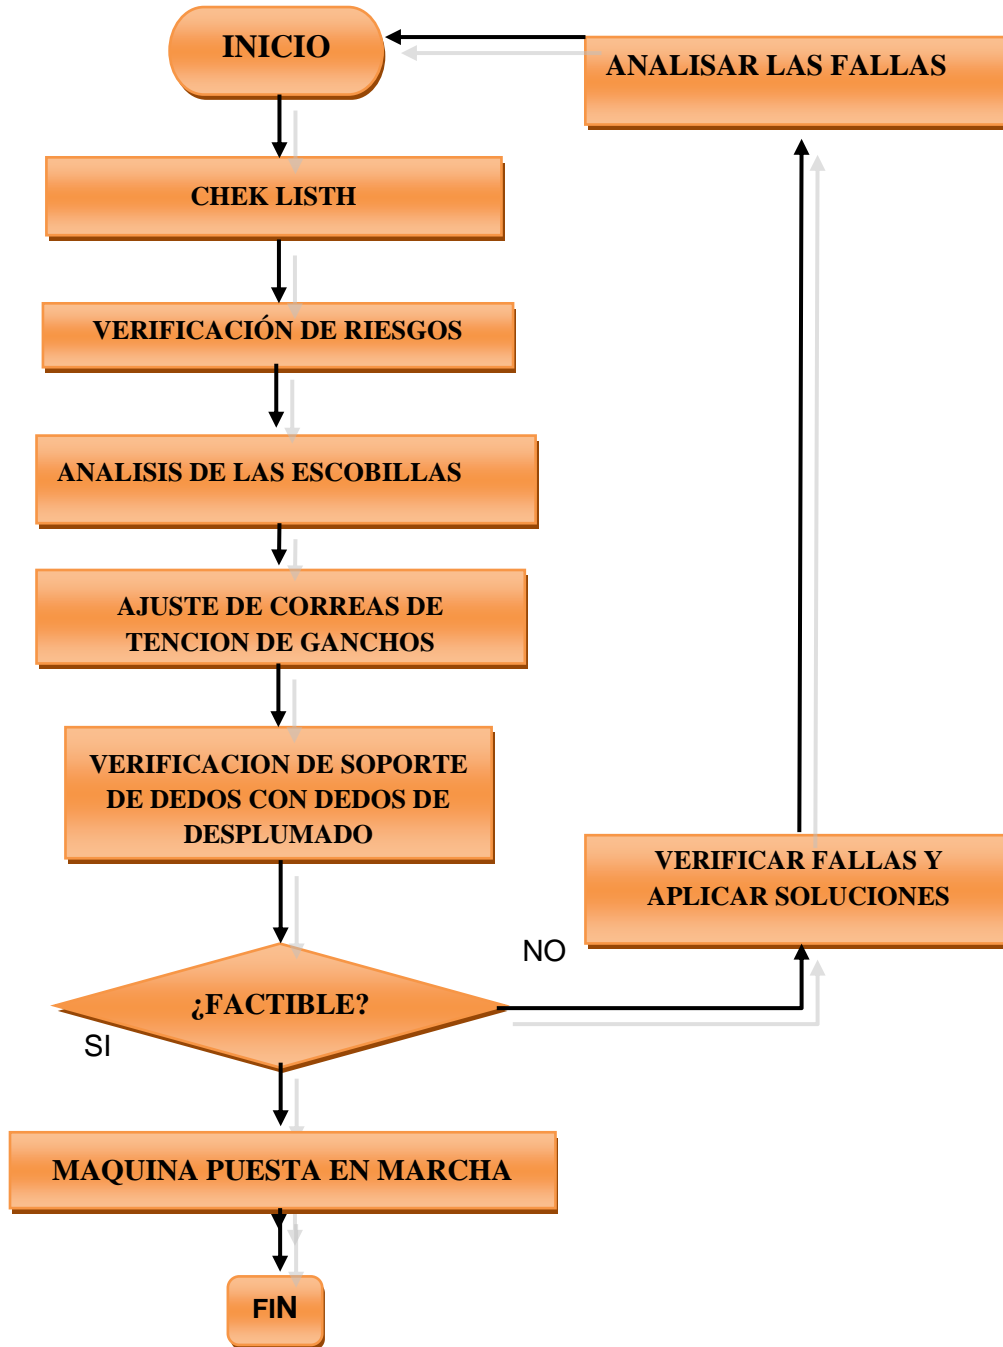 INICIO
ANALISAR LAS FALLAS
CHEK LISTH
VERIFICACIÓN DE RIESGOS
ANALISIS DE LAS ESCOBILLAS
AJUSTE DE CORREAS DE
TENCION DE GANCHOS
VERIFICACION DE SOPORTE
DE DEDOS CON DEDOS DE
DESPLUMADO
VERIFICAR FALLAS Y
APLICAR SOLUCIONES
NO
¿FACTIBLE?
SI
MAQUINA PUESTA EN MARCHA
FIN